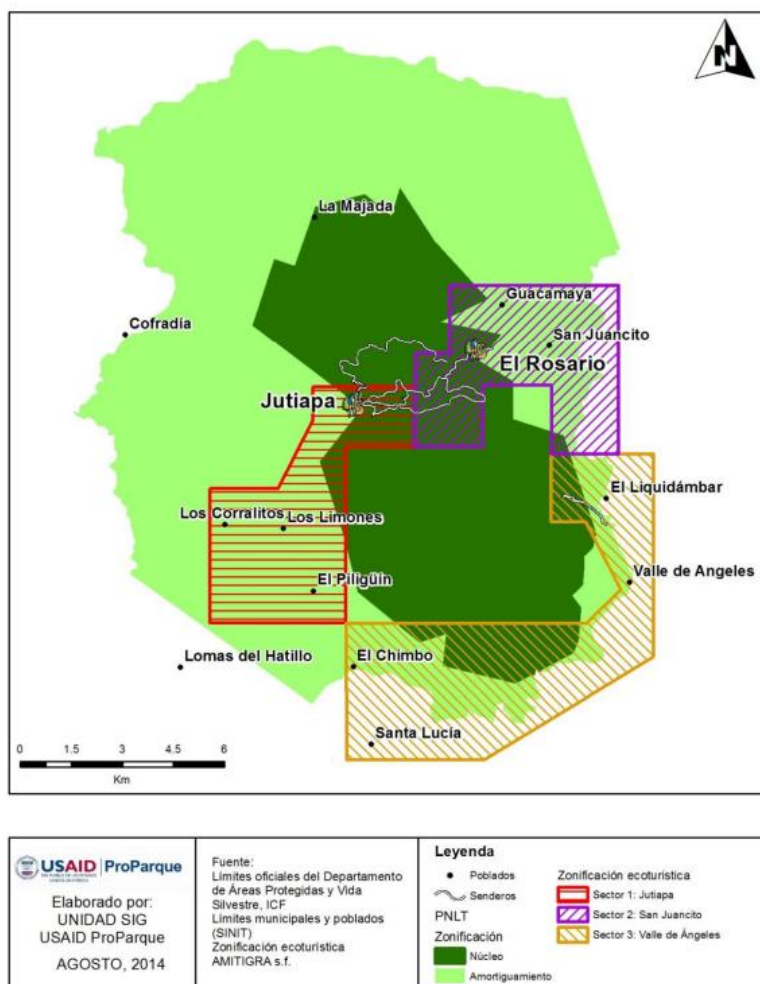 N
La Majada
Guacamaya
Cofradía
San Juancito
El Rosario
Jutiapa
El Liquidámbar
Los Corralitos
Los Limones
El Piligüin
Valle de Angeles
Lomas del Hatillo
El Chimbo
Santa Lucía
0 1.5 3 4.5 6
Km
USAID ProParque
Elaborado por:
UNIDAD SIG
USAID ProParque
AGOSTO, 2014
Fuente:
Límites oficiales del Departamento
de Áreas Protegidas y Vida
Silvestre, ICF
Límites municipales y poblados
(SINIT)
Zonificación ecoturística
AMITIGRA s.f.
Leyenda
Poblados
Senderos
PNLT
Zonificación
Núcleo
Amortiguamiento
Zonificación ecoturística
Sector 1: Jutiapa
Sector 2: San Juancito
Sector 3: Valle de Ángeles